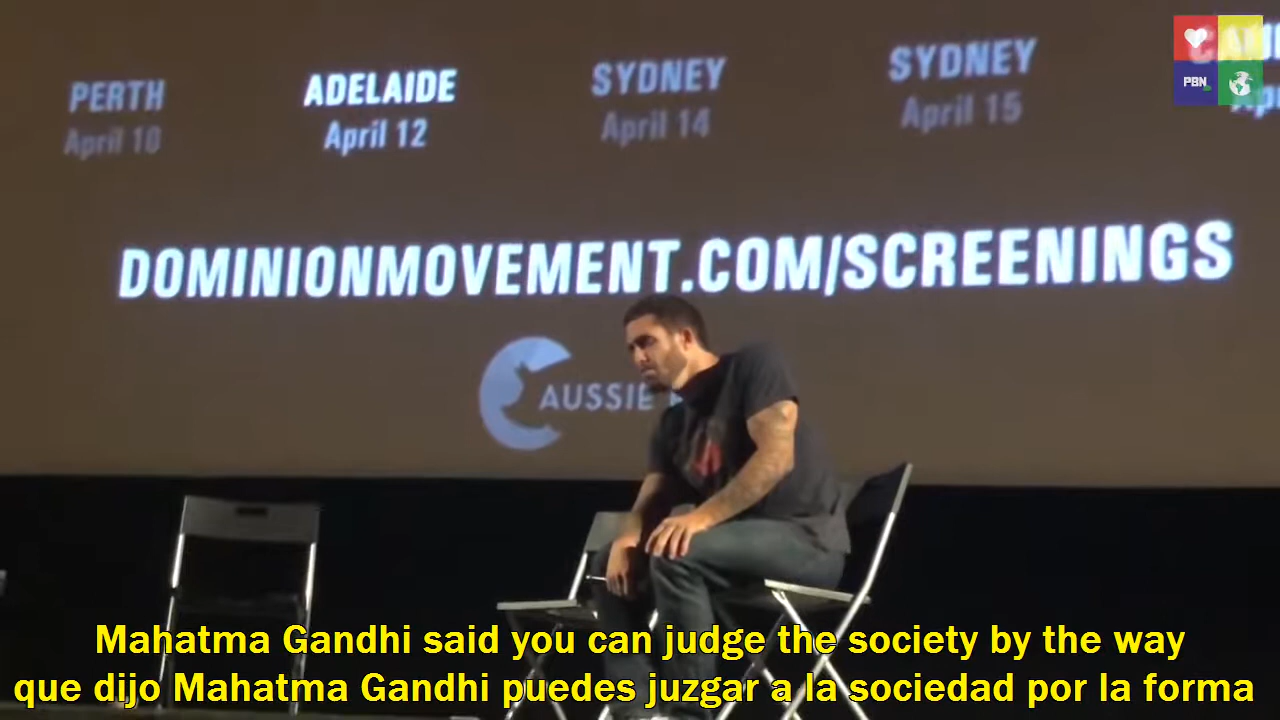 PERTH
April 10
ADELAIDE
April 12
SYDNEY
April 14
SYDNEY
April 15
PBN
DOMINIONMOVEMENT.COM/SCREENINGS
AUSSIE
Mahatma Gandhi said you can judge the society by the way
que dijo Mahatma Gandhi puedes juzgar a la sociedad por la forma